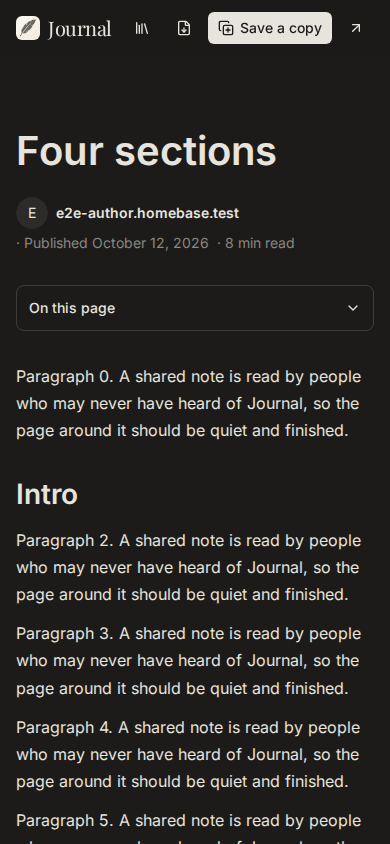 Journal
Save a copy
Four sections
E
e2e-author.homebase.test
· Published October 12, 2026 · 8 min read
On this page
Paragraph 0. A shared note is read by people
who may never have heard of Journal, so the
page around it should be quiet and finished.
Intro
Paragraph 2. A shared note is read by people
who may never have heard of Journal, so the
page around it should be quiet and finished.
Paragraph 3. A shared note is read by people
who may never have heard of Journal, so the
page around it should be quiet and finished.
Paragraph 4. A shared note is read by people
who may never have heard of Journal, so the
page around it should be quiet and finished.
Paragraph 5. A shared note is read by people